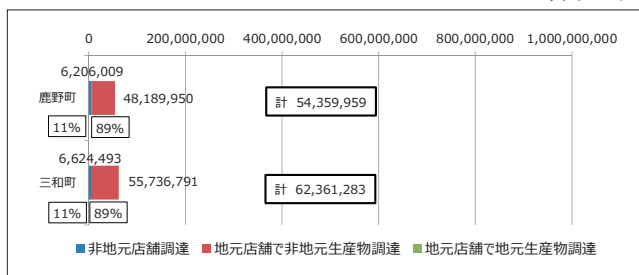 0 200,000,000 400,000,000 600,000,000 800,000,000 1,000,000,000
6,206,009
鹿野町 48,189,950 計 54,359,959
11% 89%
6,624,493
三和町 55,736,791 計 62,361,283
11% 89%
非地元店舗調達 地元店舗で非地元生産物調達 地元店舗で地元生産物調達